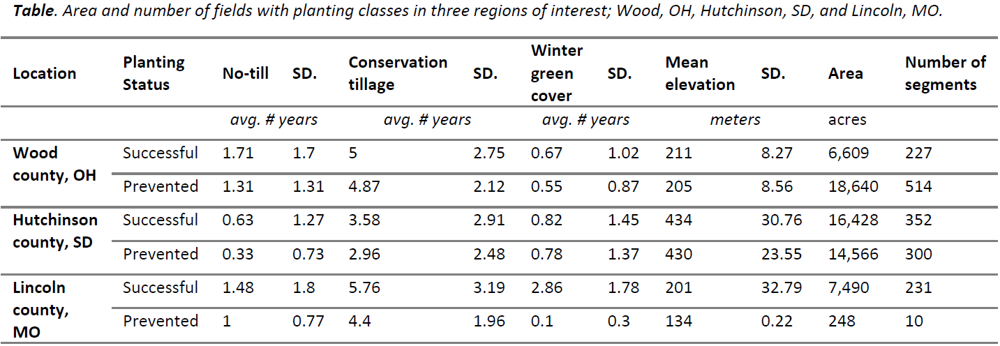 Table. Area and number of fields with planting classes in three regions of interest; Wood, OH, Hutchinson, SD, and Lincoln, MO.
Location Planting Status No-till SD. Conservation tillage SD. Winter green cover SD. Mean elevation SD. Area Number of segments
avg. # years avg. # years avg. # years meters acres
Wood county, OH Successful 1.71 1.7 5 2.75 0.67 1.02 211 8.27 6,609 227
Prevented 1.31 1.31 4.87 2.12 0.55 0.87 205 8.56 18,640 514
Hutchinson county, SD Successful 0.63 1.27 3.58 2.91 0.82 1.45 434 30.76 16,428 352
Prevented 0.33 0.73 2.96 2.48 0.78 1.37 430 23.55 14,566 300
Lincoln county, MO Successful 1.48 1.8 5.76 3.19 2.86 1.78 201 32.79 7,490 231
Prevented 1 0.77 4.4 1.96 0.1 0.3 134 0.22 248 10